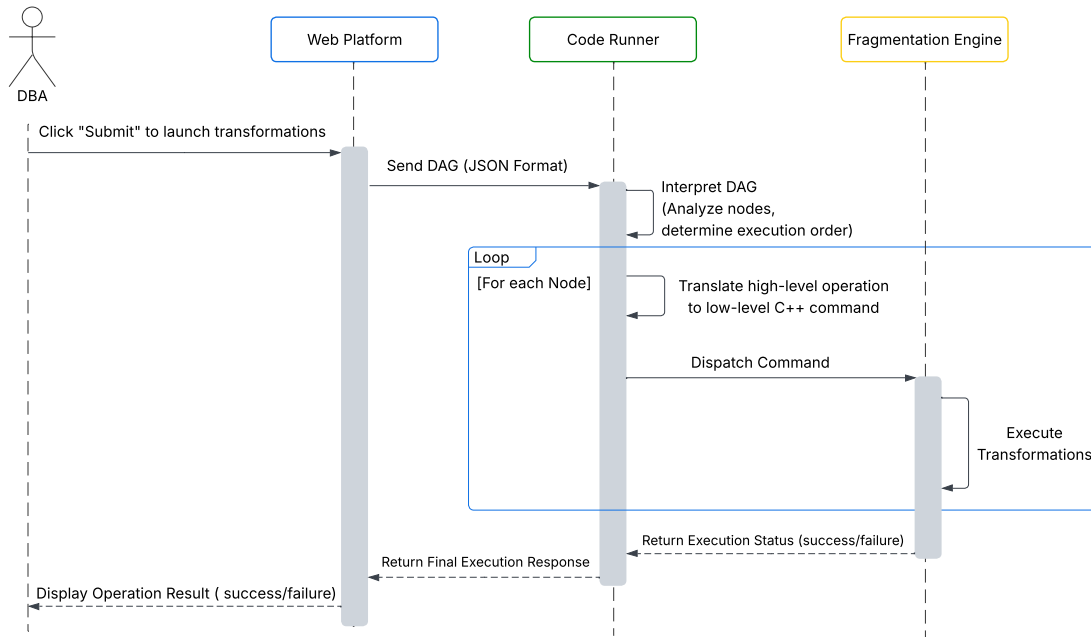 Web Platform
Code Runner
Fragmentation Engine
DBA
Click "Submit" to launch transformations
Send DAG (JSON Format)
Interpret DAG
(Analyze nodes,
determine execution order)
Loop
[For each Node]
Translate high-level operation
to low-level C++ command
Dispatch Command
Execute
Transformations
Return Execution Status (success/failure)
Return Final Execution Response
Display Operation Result ( success/failure)